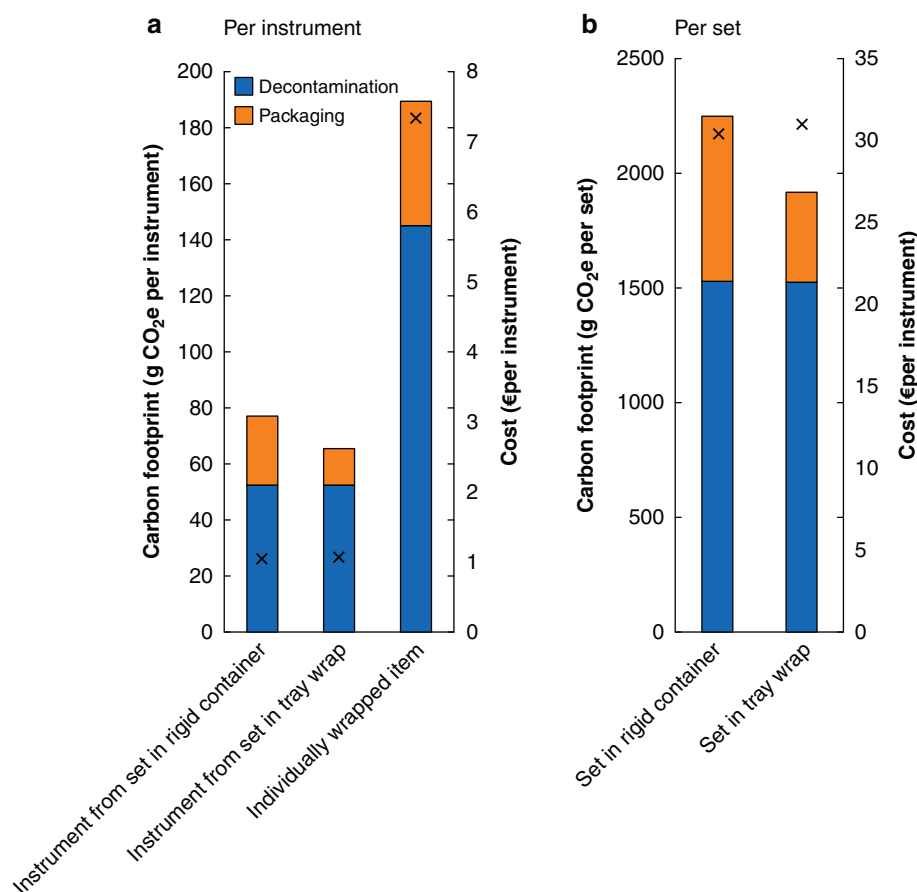 a Per instrument
200
180
160
140
120
100
80
60
40
20
0
Carbon footprint (g CO₂e per instrument)
Decontamination
Packaging
8
7
6
5
4
3
2
1
0
Cost (€per instrument)
Instrument from set in rigid container
Instrument from set in tray wrap
Individually wrapped item
b Per set
2500
2000
1500
1000
500
0
Carbon footprint (g CO₂e per set)
35
30
25
20
15
10
5
0
Cost (€per instrument)
Set in rigid container
Set in tray wrap